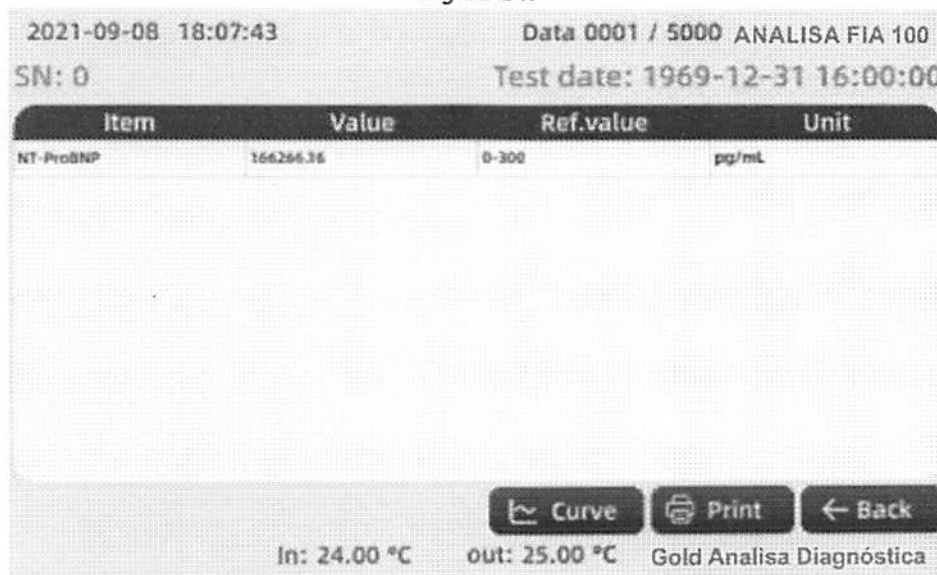 2021-09-08 18:07:43 Data 0001 / 5000 ANALISA FIA 100
SN: 0 Test date: 1969-12-31 16:00:00
Item Value Ref.value Unit
NT-ProBNP 166266.16 0-300 pg/mL
Curve Print Back
In: 24.00 °C out: 25.00 °C Gold Analisa Diagnóstica